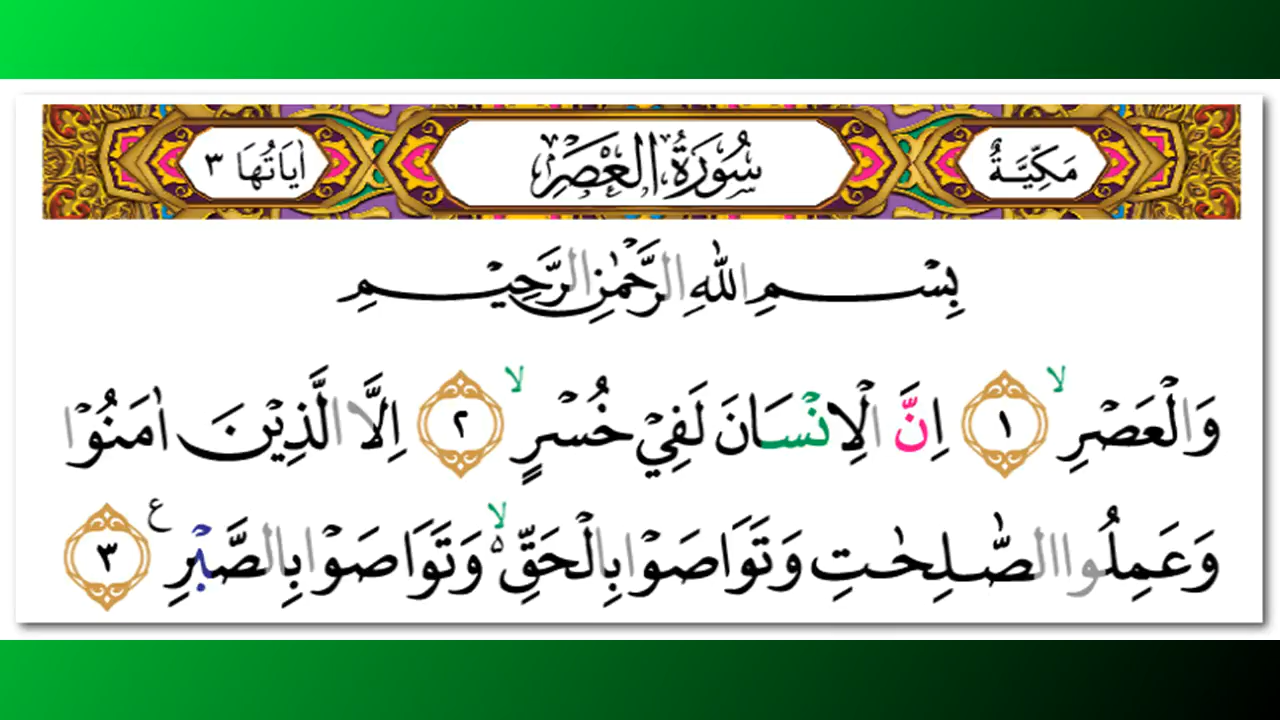 مَكِّيَّةٌ سُوْرَةُ الْعَصْرِ اٰيَاتُهَا ٣
بِسْمِ اللّٰهِ الرَّحْمٰنِ الرَّحِيْمِ
وَالْعَصْرِۙ ١ اِنَّ الْاِنْسَانَ لَفِيْ خُسْرٍۙ ٢ اِلَّا الَّذِيْنَ اٰمَنُوْا
وَعَمِلُوا الصّٰلِحٰتِ وَتَوَاصَوْا بِالْحَقِّ ەۙ وَتَوَاصَوْا بِالصَّبْرِ ࣖ ٣